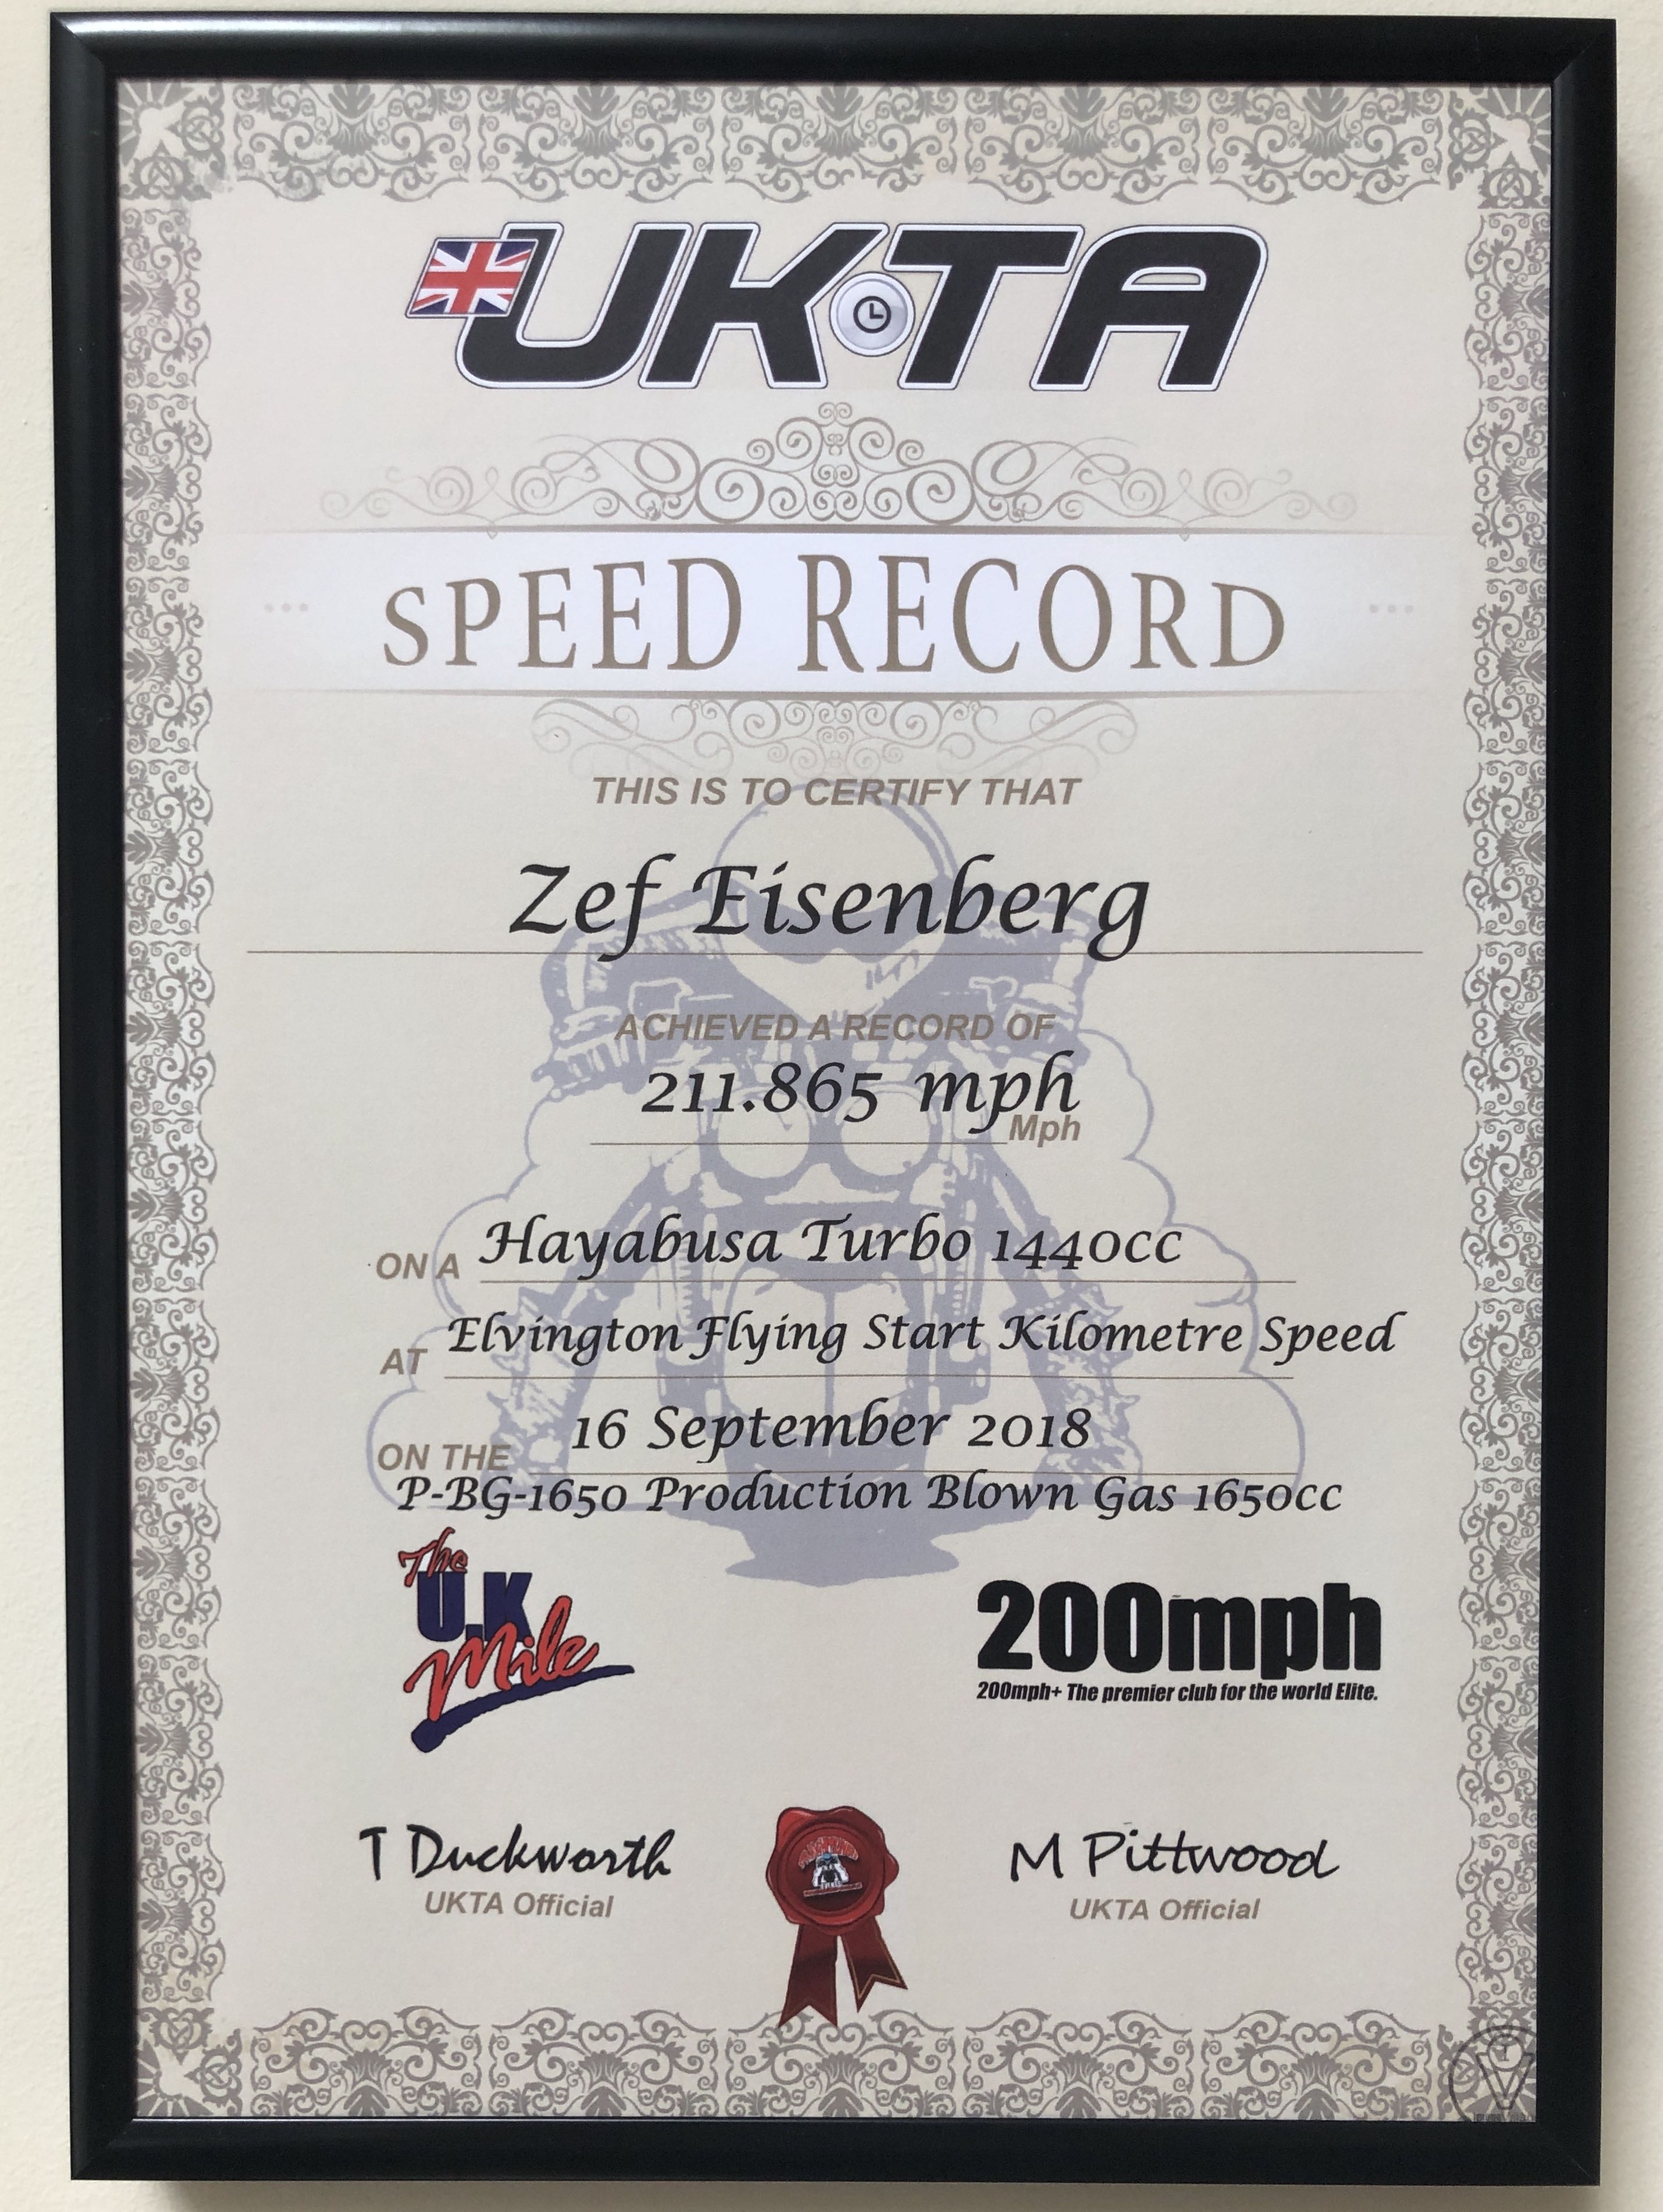 UKTA
SPEED RECORD
THIS IS TO CERTIFY THAT
Zef Eisenberg
ACHIEVED A RECORD OF
211.865 mph
Mph
ON A Hayabusa Turbo 1440cc
AT Elvington Flying Start Kilometre Speed
ON THE 16 September 2018
P-BG-1650 Production Blown Gas 1650cc
The
U.K
Mile
200mph
200mph+ The premier club for the world Elite.
T Duckworth
UKTA Official
M Pittwood
UKTA Official